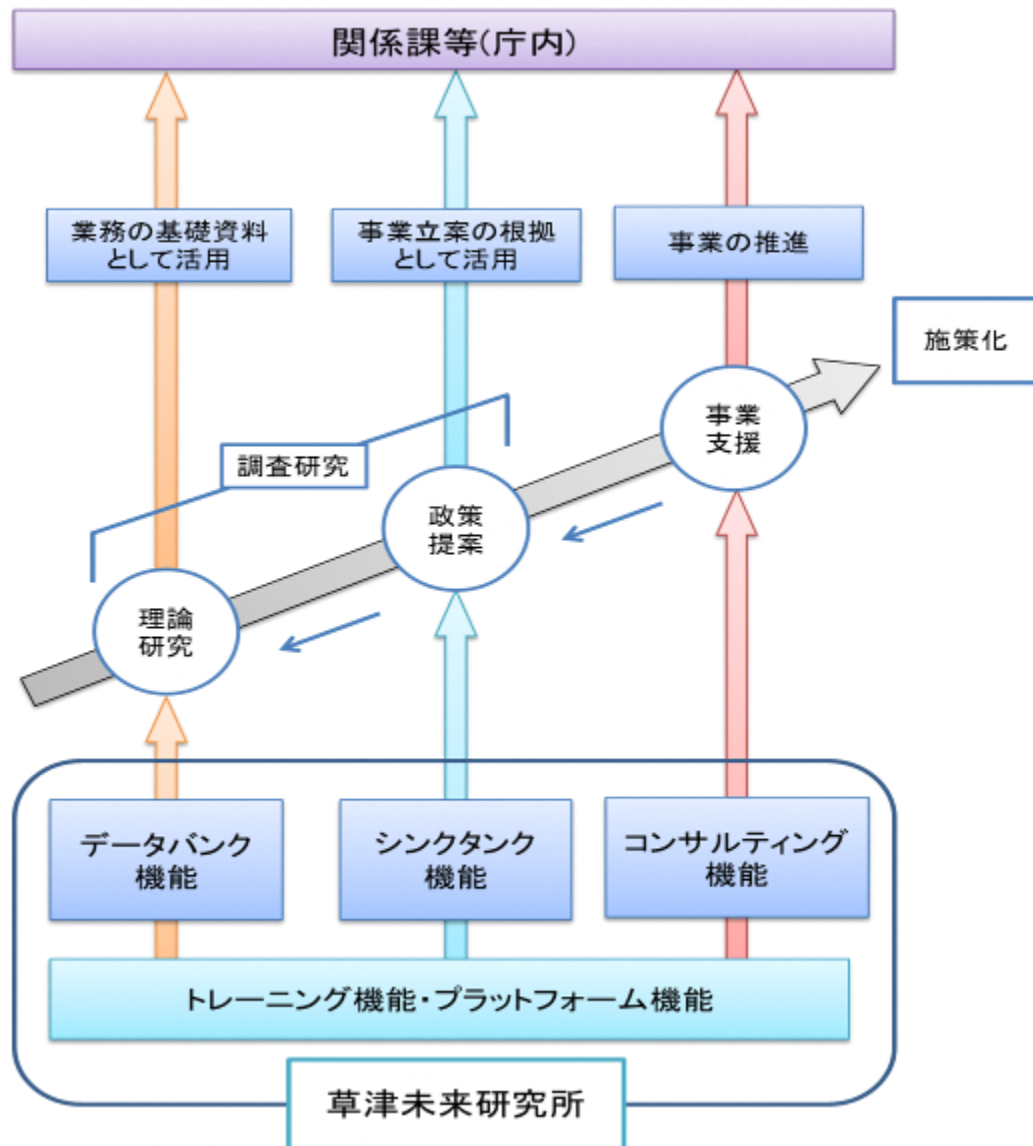 関係課等(庁内)
業務の基礎資料
として活用
事業立案の根拠
として活用
事業の推進
施策化
事業
支援
調査研究
政策
提案
理論
研究
データバンク
機能
シンクタンク
機能
コンサルティング
機能
トレーニング機能・プラットフォーム機能
草津未来研究所